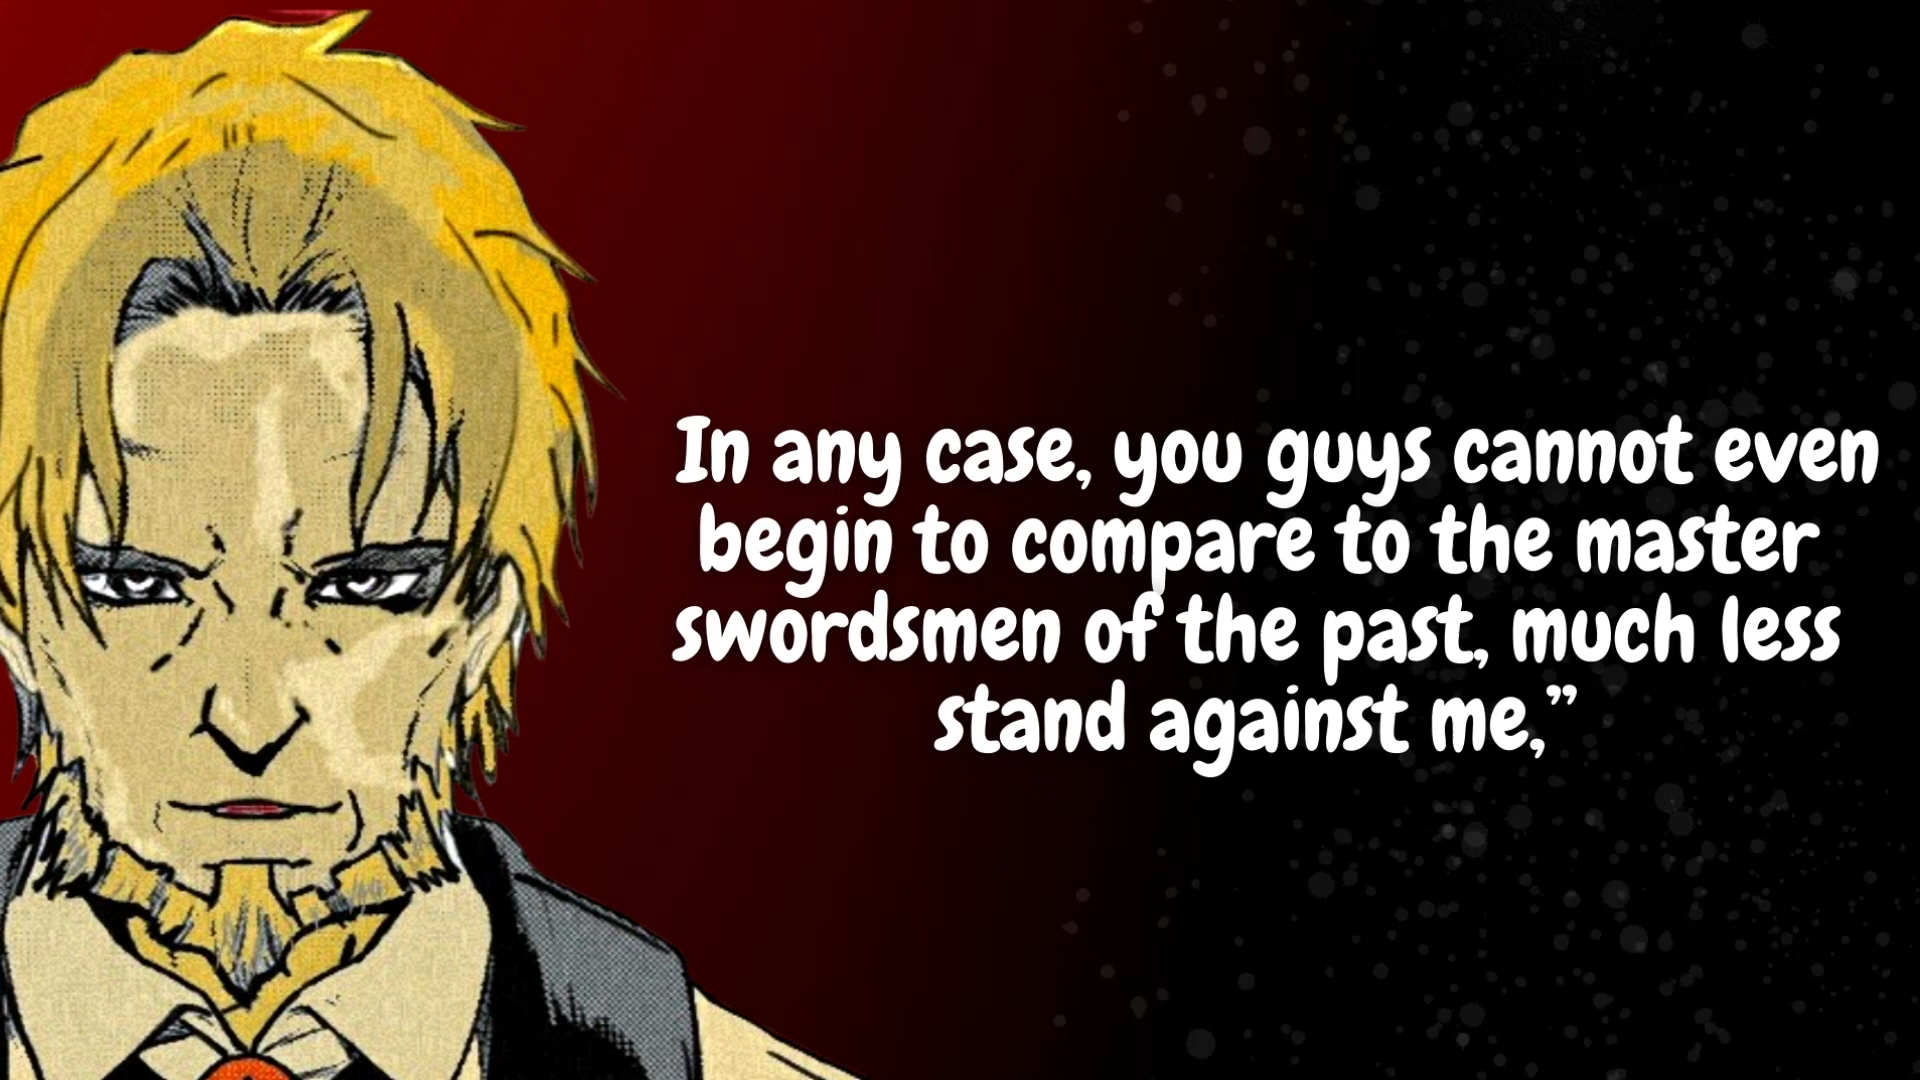 In any case, you guys cannot even
begin to compare to the master
swordsmen of the past, much less
stand against me,”